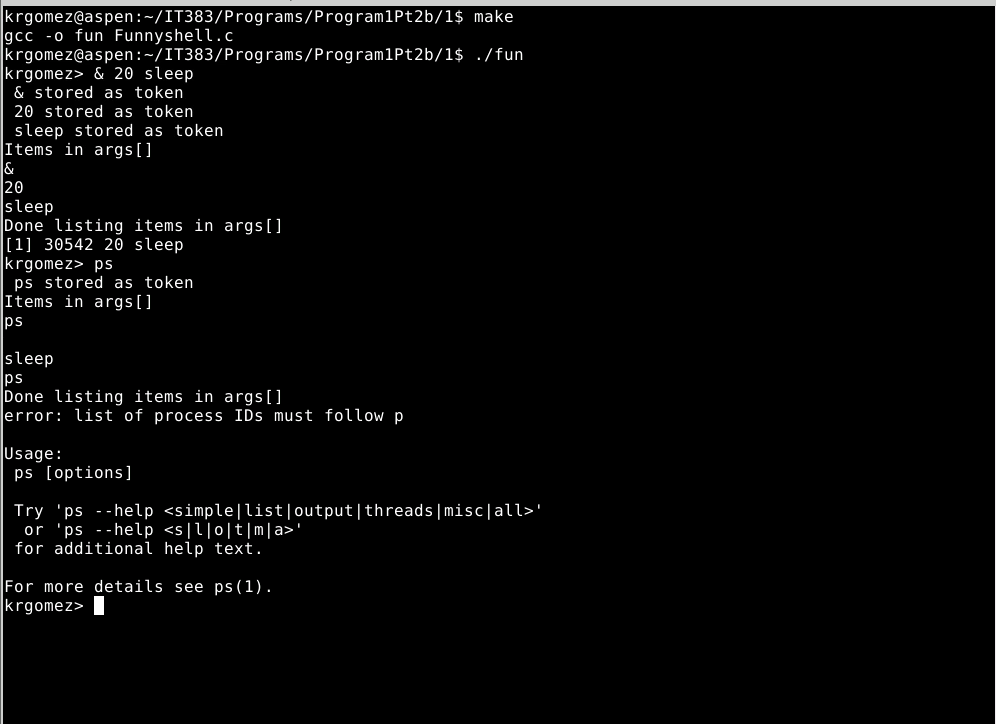 krgomez@aspen:~/IT383/Programs/Program1Pt2b/1$ make
gcc -o fun Funnyshell.c
krgomez@aspen:~/IT383/Programs/Program1Pt2b/1$ ./fun
krgomez> & 20 sleep
 & stored as token
 20 stored as token
 sleep stored as token
Items in args[]
&
20
sleep
Done listing items in args[]
[1] 30542 20 sleep
krgomez> ps
 ps stored as token
Items in args[]
ps

sleep
ps
Done listing items in args[]
error: list of process IDs must follow p

Usage:
 ps [options]

 Try 'ps --help <simple|list|output|threads|misc|all>'
  or 'ps --help <s|l|o|t|m|a>'
 for additional help text.

For more details see ps(1).
krgomez>